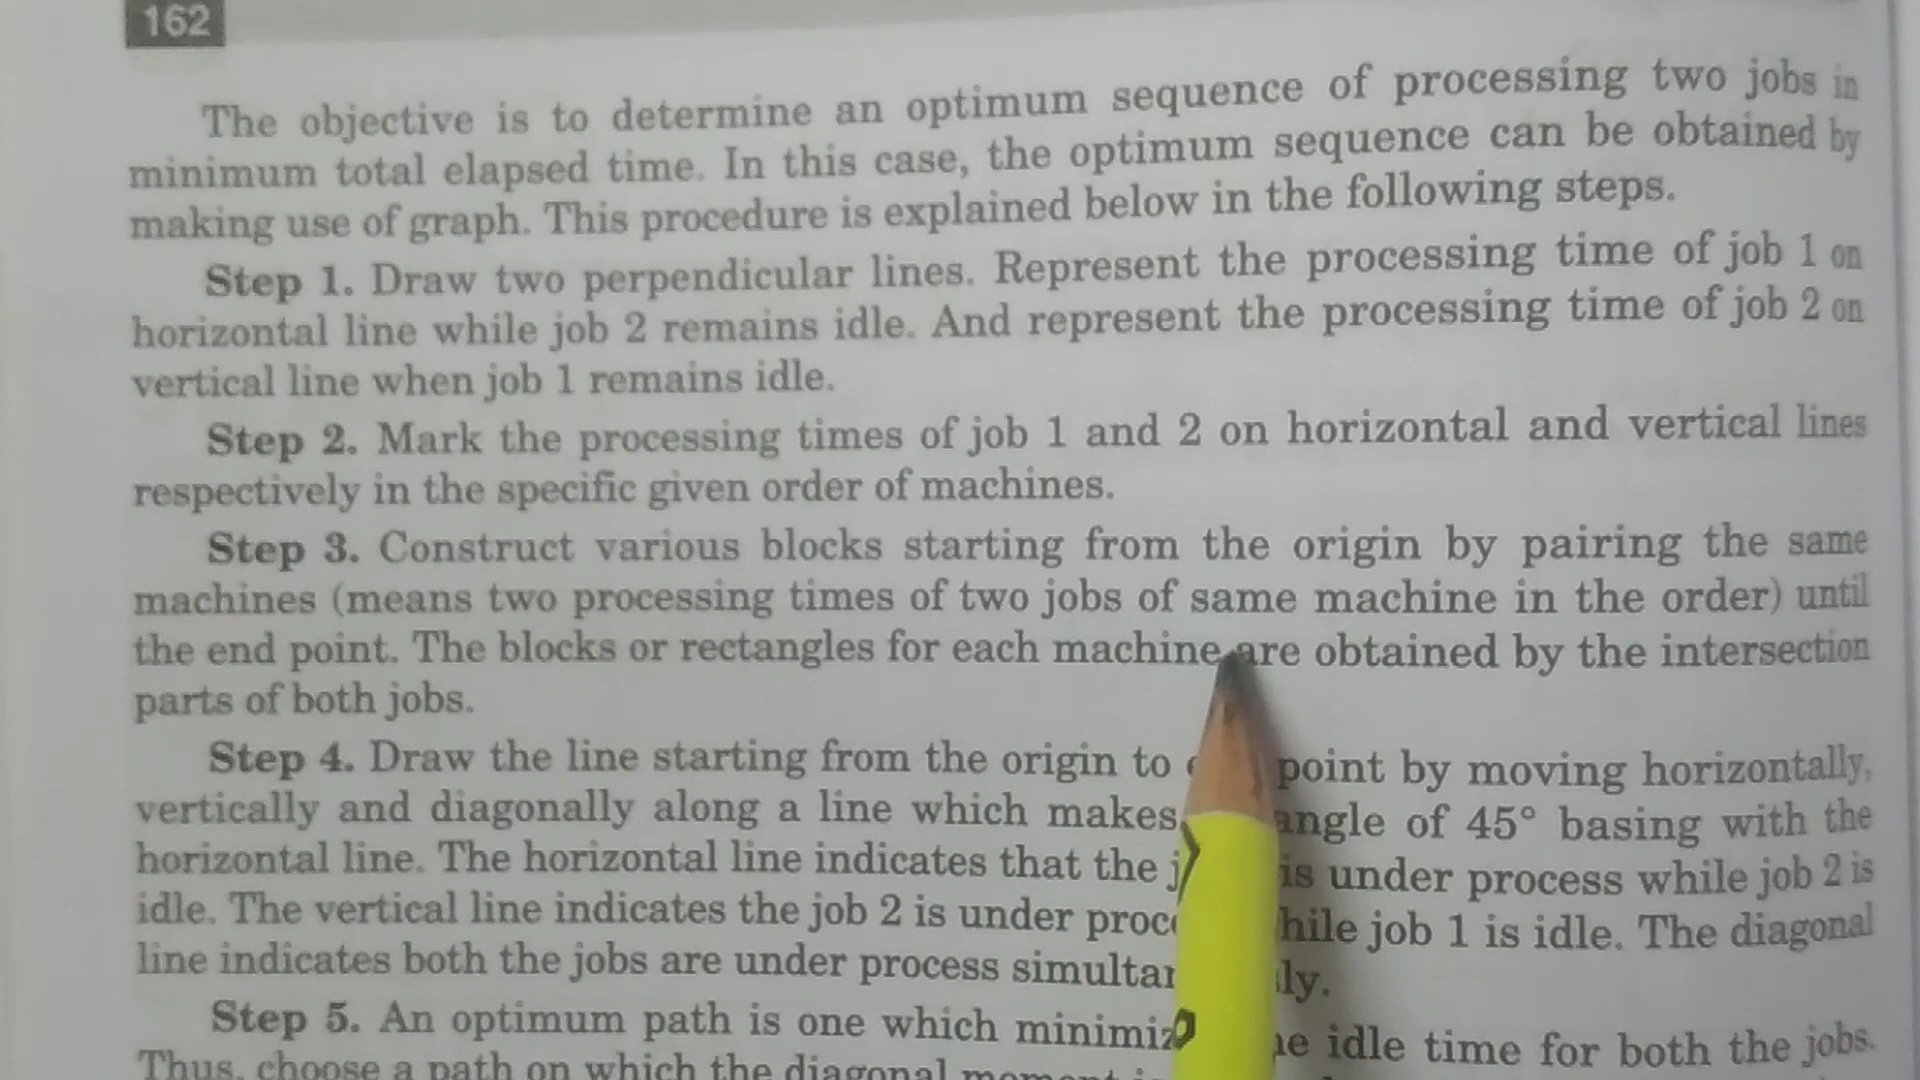 162
The objective is to determine an optimum sequence of processing two jobs in
minimum total elapsed time. In this case, the optimum sequence can be obtained by
making use of graph. This procedure is explained below in the following steps.
Step 1. Draw two perpendicular lines. Represent the processing time of job 1 on
horizontal line while job 2 remains idle. And represent the processing time of job 2 on
vertical line when job 1 remains idle.
Step 2. Mark the processing times of job 1 and 2 on horizontal and vertical lines
respectively in the specific given order of machines.
Step 3. Construct various blocks starting from the origin by pairing the same
machines (means two processing times of two jobs of same machine in the order) until
the end point. The blocks or rectangles for each machine are obtained by the intersection
parts of both jobs.
Step 4. Draw the line starting from the origin to point by moving horizontally,
vertically and diagonally along a line which makes angle of 45° basing with the
horizontal line. The horizontal line indicates that the is under process while job 2 is
idle. The vertical line indicates the job 2 is under job 1 is idle. The diagonal
line indicates both the jobs are under process
Step 5. An optimum path is one which idle time for both the jobs.
Thus, choose a path on which the diagonal